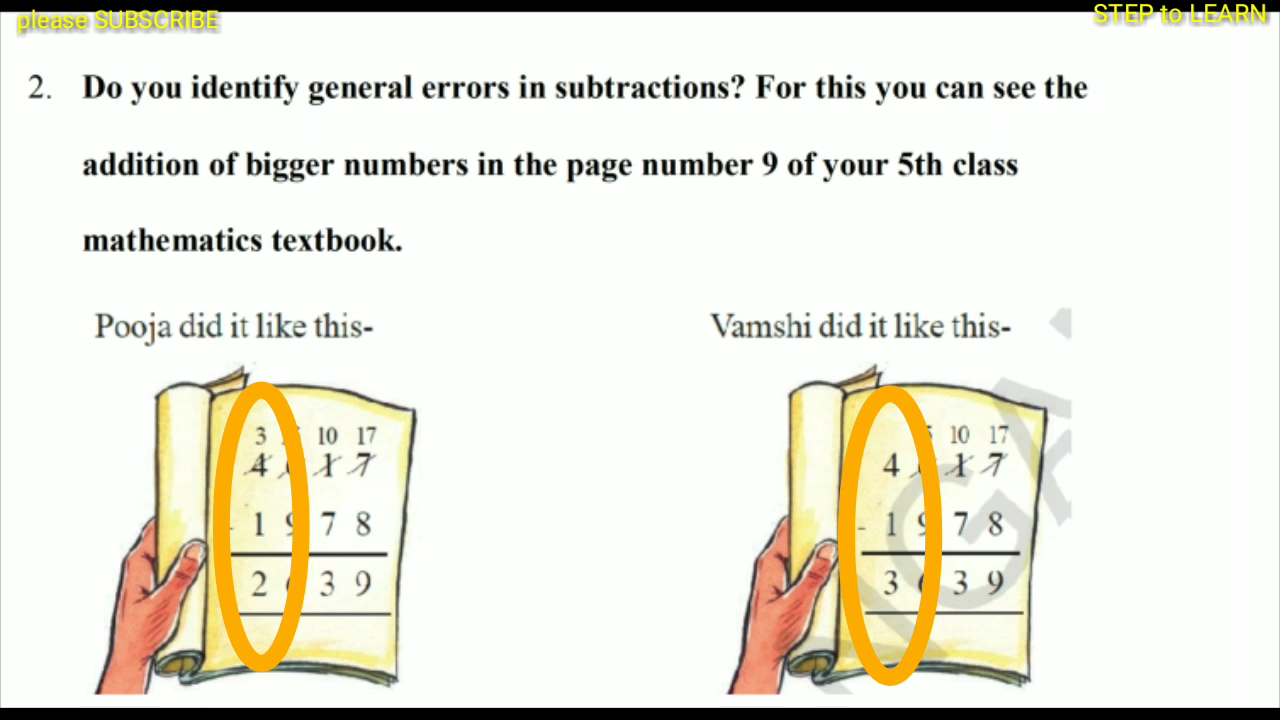 please SUBSCRIBE
STEP to LEARN
2. Do you identify general errors in subtractions? For this you can see the
addition of bigger numbers in the page number 9 of your 5th class
mathematics textbook.
Pooja did it like this-
3 10 17
4 1 7
- 1 9 7 8
2 3 9
Vamshi did it like this-
10 17
4 1 7
- 1 9 7 8
3 3 9